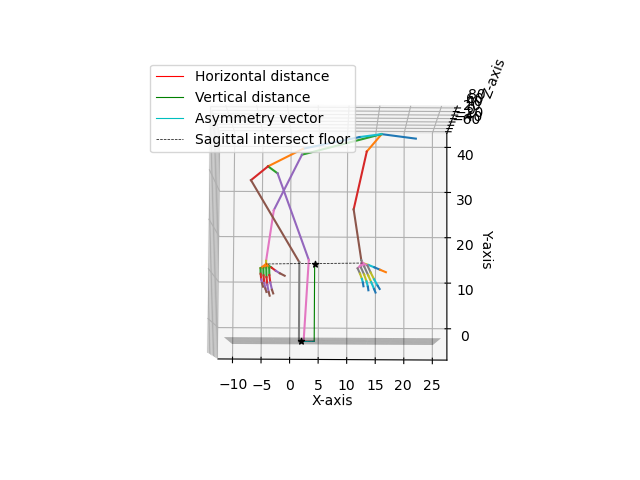 Horizontal distance
Vertical distance
Asymmetry vector
Sagittal intersect floor
Z-axis
40
30
20
10
0
Y-axis
−10 −5 0 5 10 15 20 25
X-axis